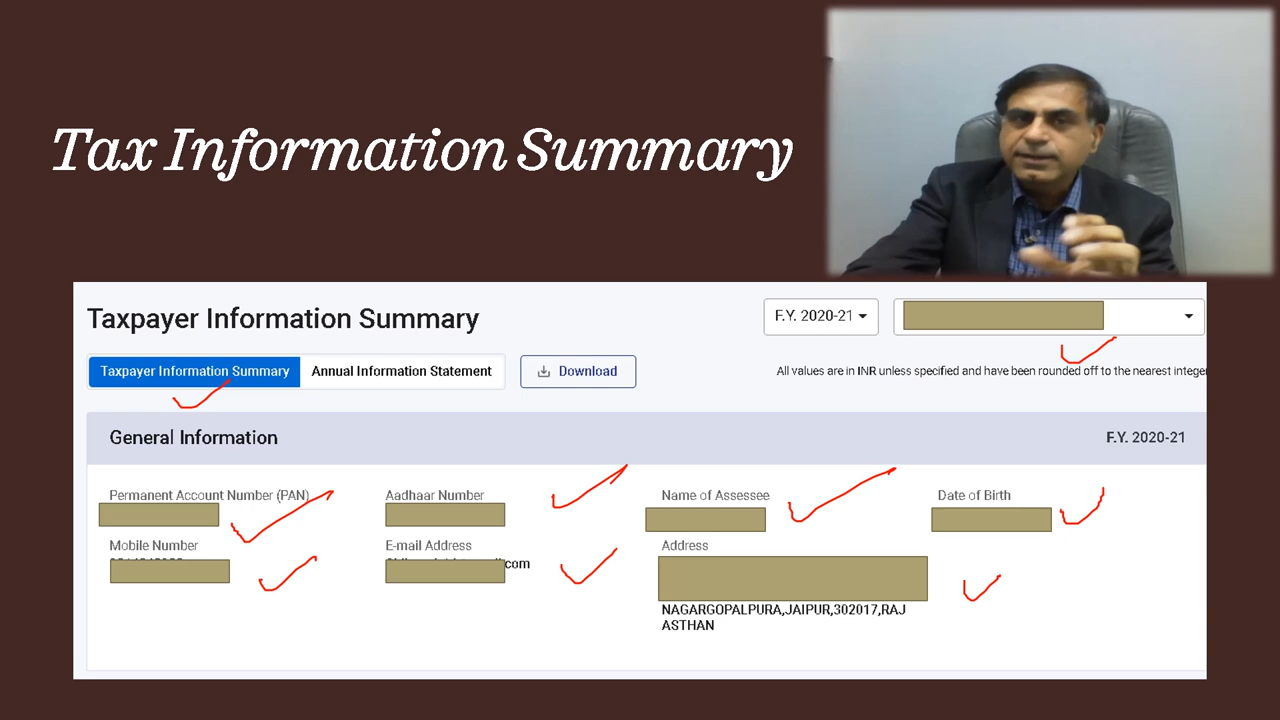 Tax Information Summary
Taxpayer Information Summary
F.Y. 2020-21
Taxpayer Information Summary
Annual Information Statement
Download
All values are in INR unless specified and have been rounded off to the nearest intege
General Information
F.Y. 2020-21
Permanent Account Number (PAN)
Aadhaar Number
Name of Assessee
Date of Birth
Mobile Number
E-mail Address
Address
com
NAGARGOPALPURA,JAIPUR,302017,RAJ
ASTHAN